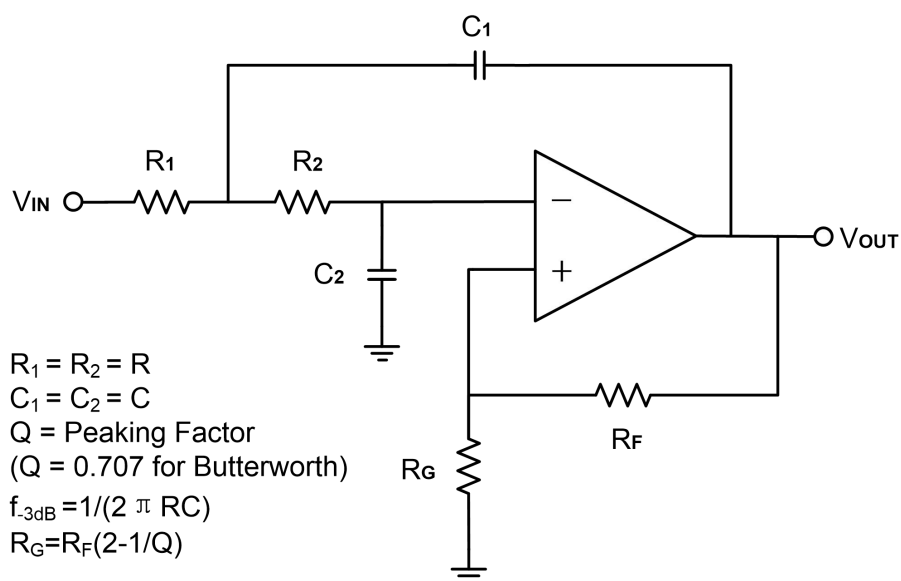 C1
R1
R2
VIN
−
+
VOUT
C2
RF
RG
R1 = R2 = R
C1 = C2 = C
Q = Peaking Factor
(Q = 0.707 for Butterworth)
f-3dB =1/(2 π RC)
RG=RF(2-1/Q)